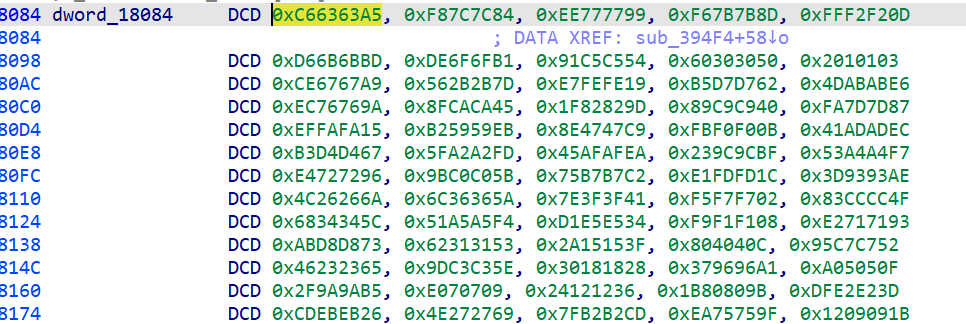 8084 dword_18084 DCD 0xC66363A5, 0xF87C7C84, 0xEE777799, 0xF67B7B8D, 0xFFF2F20D
8084 ; DATA XREF: sub_394F4+58↓o
8098 DCD 0xD66B6BBD, 0xDE6F6FB1, 0x91C5C554, 0x60303050, 0x2010103
80AC DCD 0xCE6767A9, 0x562B2B7D, 0xE7FEFE19, 0xB5D7D762, 0x4DABABE6
80C0 DCD 0xEC76769A, 0x8FCACA45, 0x1F82829D, 0x89C9C940, 0xFA7D7D87
80D4 DCD 0xEFFAFA15, 0xB25959EB, 0x8E4747C9, 0xFBF0F00B, 0x41ADADEC
80E8 DCD 0xB3D4D467, 0x5FA2A2FD, 0x45AFAFEA, 0x239C9CBF, 0x53A4A4F7
80FC DCD 0xE4727296, 0x9BC0C05B, 0x75B7B7C2, 0xE1FDFD1C, 0x3D9393AE
8110 DCD 0x4C26266A, 0x6C36365A, 0x7E3F3F41, 0xF5F7F702, 0x83CCCC4F
8124 DCD 0x6834345C, 0x51A5A5F4, 0xD1E5E534, 0xF9F1F108, 0xE2717193
8138 DCD 0xABD8D873, 0x62313153, 0x2A15153F, 0x804040C, 0x95C7C752
814C DCD 0x46232365, 0x9DC3C35E, 0x30181828, 0x379696A1, 0xA05050F
8160 DCD 0x2F9A9AB5, 0xE070709, 0x24121236, 0x1B80809B, 0xDFE2E23D
8174 DCD 0xCDEBEB26, 0x4E272769, 0x7FB2B2CD, 0xEA75759F, 0x1209091B